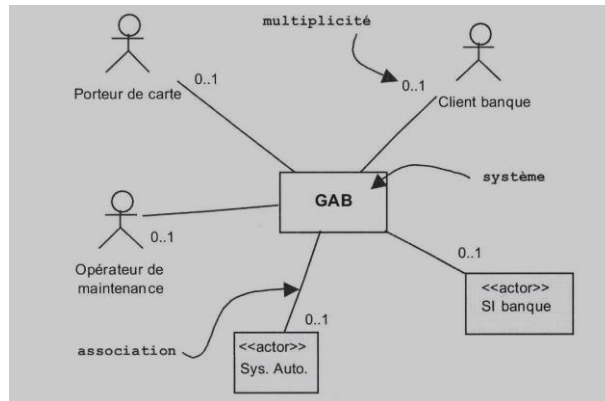 multiplicité
0..1
Porteur de carte
0..1
Client banque
système
GAB
0..1
Opérateur de
maintenance
0..1
<<actor>>
SI banque
association
0..1
<<actor>>
Sys. Auto.